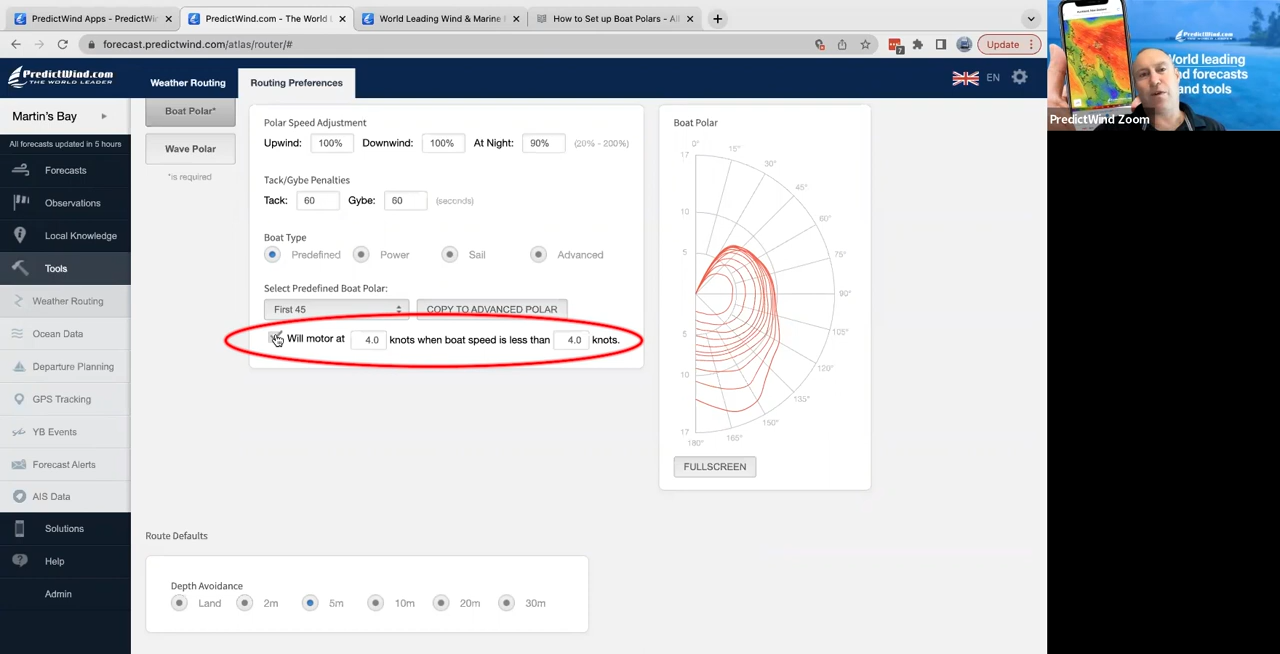 PredictWind Apps - PredictWi
PredictWind.com - The World L
World Leading Wind & Marine
How to Set up Boat Polars - All
forecast.predictwind.com/atlas/router/#
7
Update
PredictWind.com
THE WORLD LEADER
Weather Routing
Routing Preferences
EN
Martin's Bay
All forecasts updated in 5 hours
Forecasts
Observations
Local Knowledge
Tools
Weather Routing
Ocean Data
Departure Planning
GPS Tracking
YB Events
Forecast Alerts
AIS Data
Solutions
Help
Admin
Boat Polar*
Wave Polar
*is required
Polar Speed Adjustment
Upwind: 100% Downwind: 100% At Night: 90% (20% - 200%)
Tack/Gybe Penalties
Tack: 60 Gybe: 60 (seconds)
Boat Type
Predefined Power Sail Advanced
Select Predefined Boat Polar:
First 45 COPY TO ADVANCED POLAR
Will motor at 4.0 knots when boat speed is less than 4.0 knots.
Boat Polar
0°
15°
30°
45°
60°
75°
90°
105°
120°
135°
150°
165°
180°
17
10
5
5
10
17
FULLSCREEN
Route Defaults
Depth Avoidance
Land 2m 5m 10m 20m 30m
PredictWind.com
World leading
nd forecasts
and tools
PredictWind Zoom